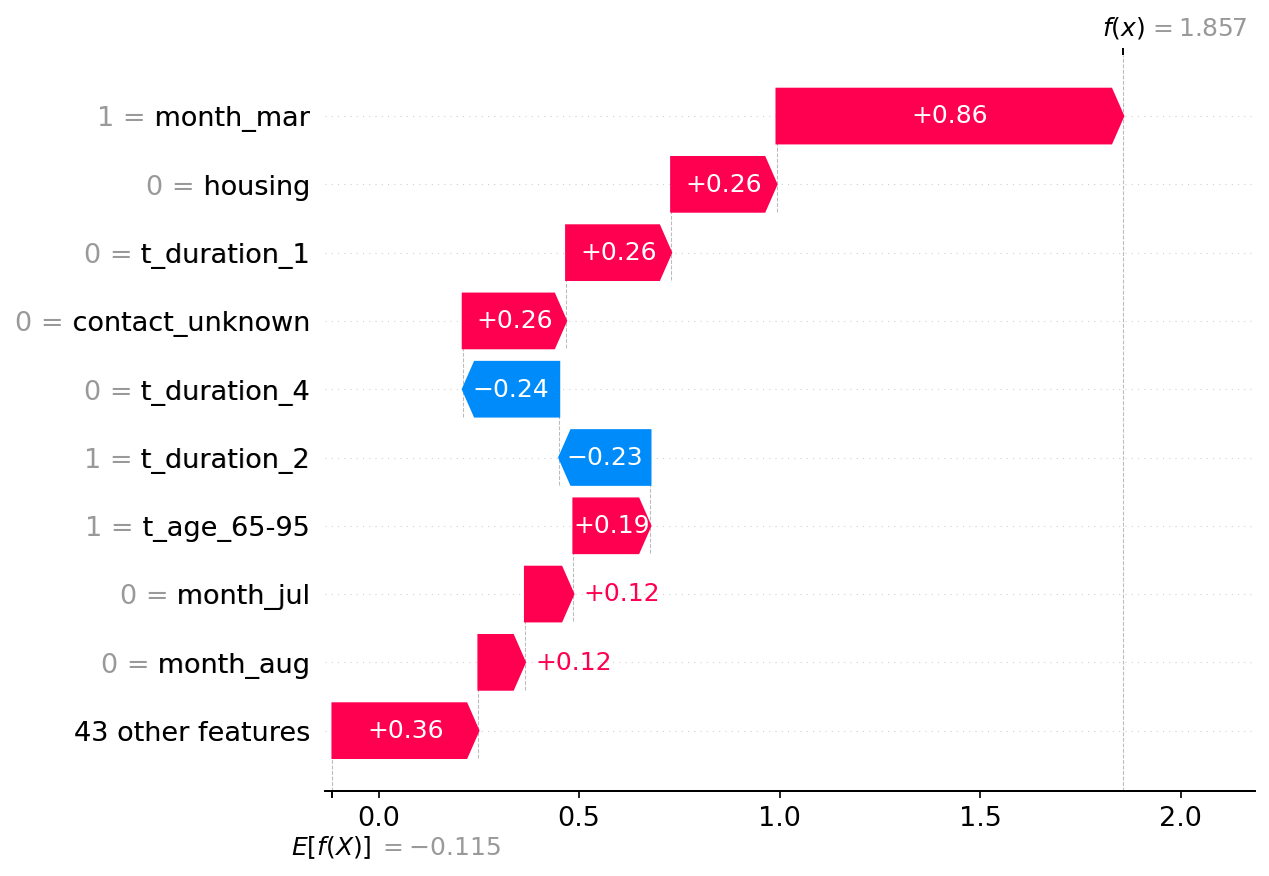 f(x) = 1.857
1 = month_mar +0.86
0 = housing +0.26
0 = t_duration_1 +0.26
0 = contact_unknown +0.26
0 = t_duration_4 −0.24
1 = t_duration_2 −0.23
1 = t_age_65-95 +0.19
0 = month_jul +0.12
0 = month_aug +0.12
43 other features +0.36
0.0 0.5 1.0 1.5 2.0
E[f(X)] = −0.115